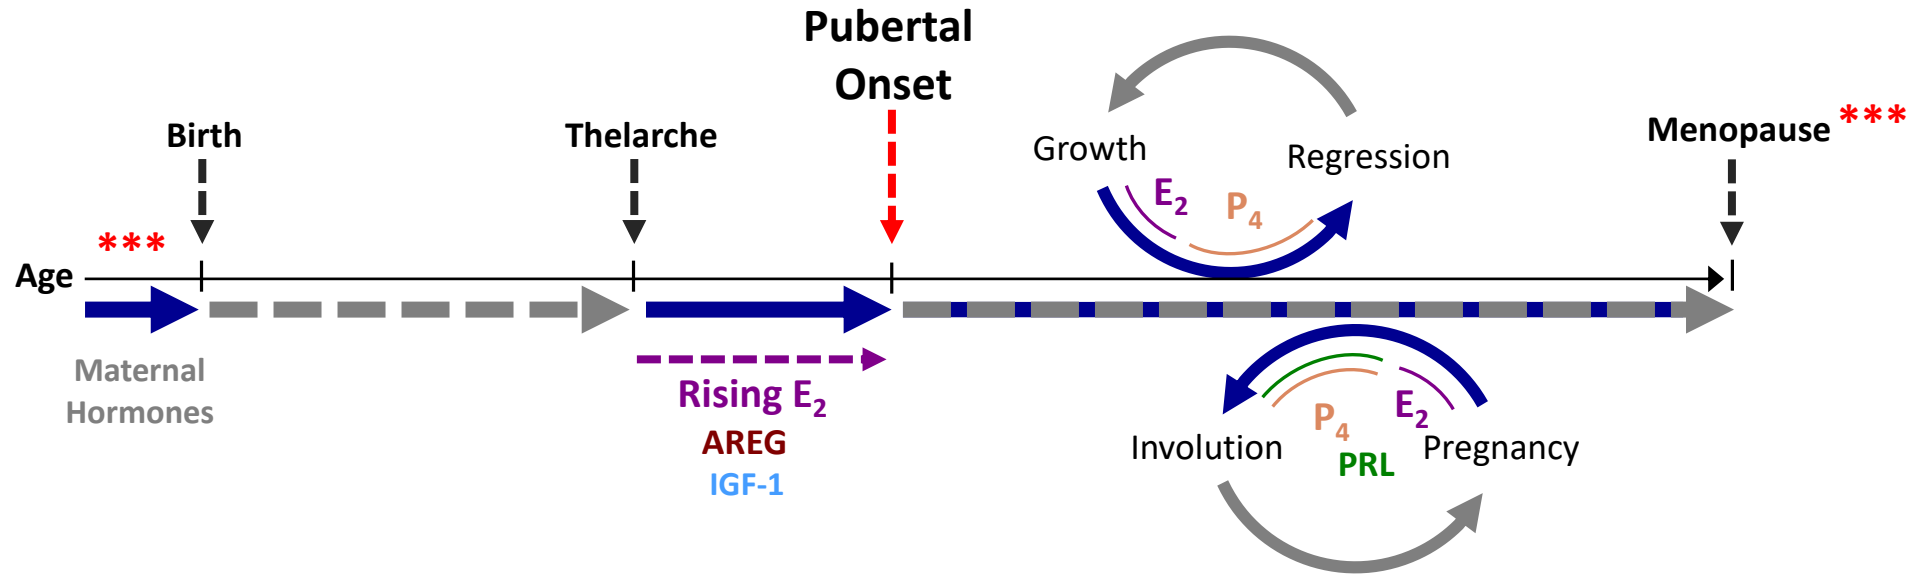 Pubertal
Onset
Birth
Thelarche
Menopause ***
Growth
Regression
E₂
P₄
***
Age
Maternal
Hormones
Rising E₂
AREG
IGF-1
E₂
P₄
PRL
Involution
Pregnancy